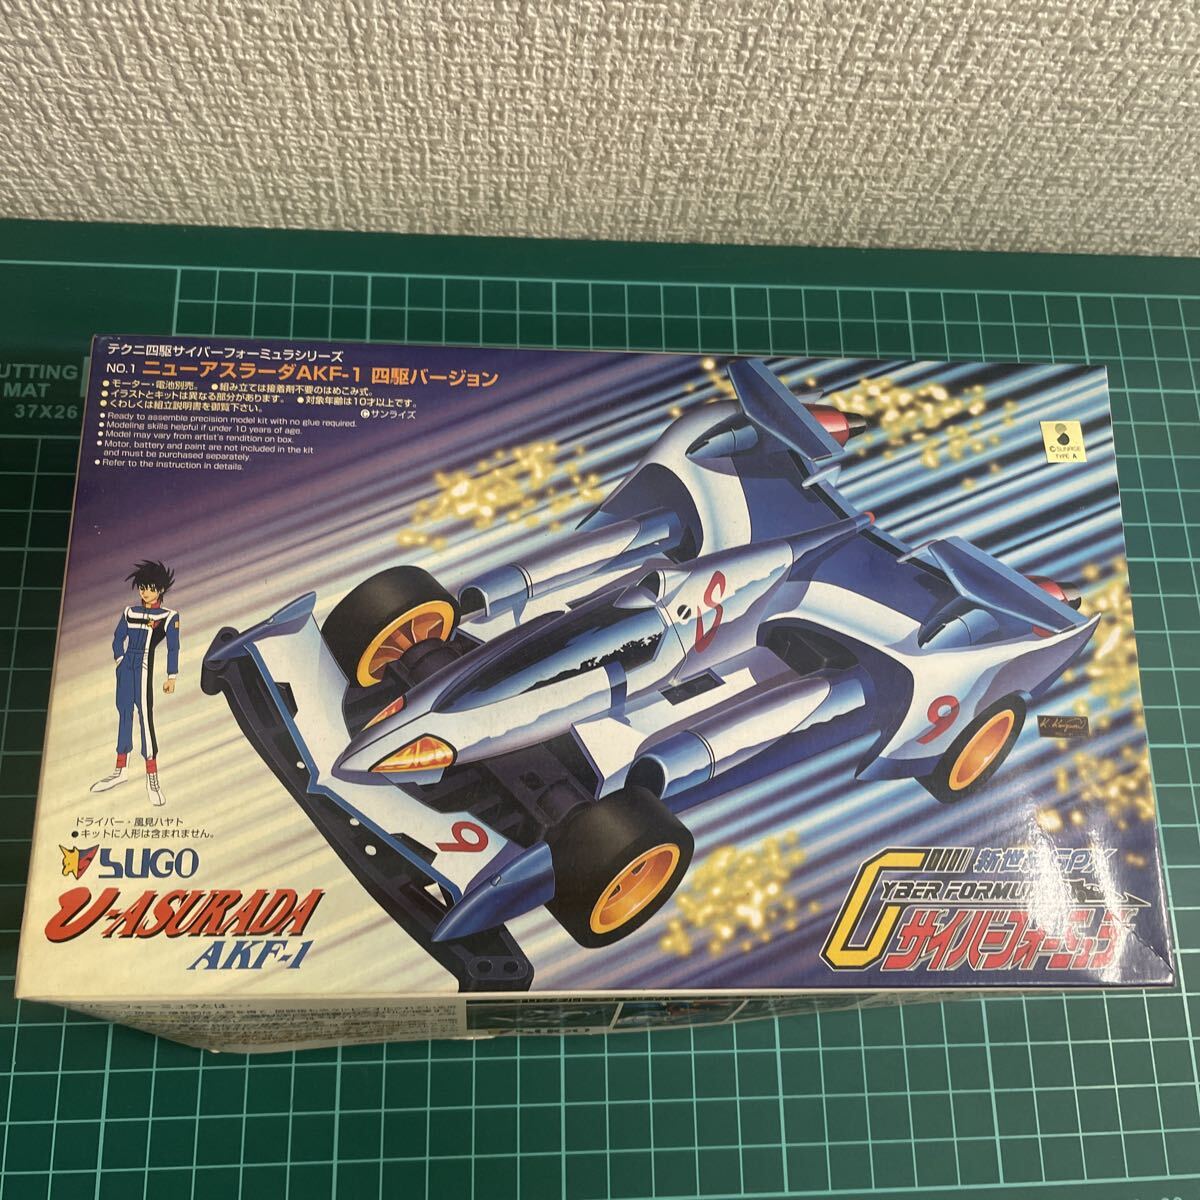 UTTING
MAT
37X26
テクニ四駆サイバーフォーミュラシリーズ
NO.1 ニューアスラーダAKF-1 四駆バージョン
●モーター・電池別売。 ●組み立ては接着剤不要のはめこみ式。
●イラストとキットは異なる部分があります。 ●対象年齢は10才以上です。
●くわしくは組立説明書を御覧下さい。 Ⓒサンライズ
●Ready to assemble precision model kit with no glue required.
●Modeling skills helpful if under 10 years of age.
●Model may vary from artist's rendition on box.
●Motor, battery and paint are not included in the kit
and must be purchased separately.
●Refer to the instruction in details.
©SUNRISE
TYPE A
S
9
9
ドライバー・風見ハヤト
●キットに人形は含まれません。
SUGO
υ-ASURADA
AKF-1
新世紀GPX
CYBER FORMU
サイバーフォーミュラ
SUGO